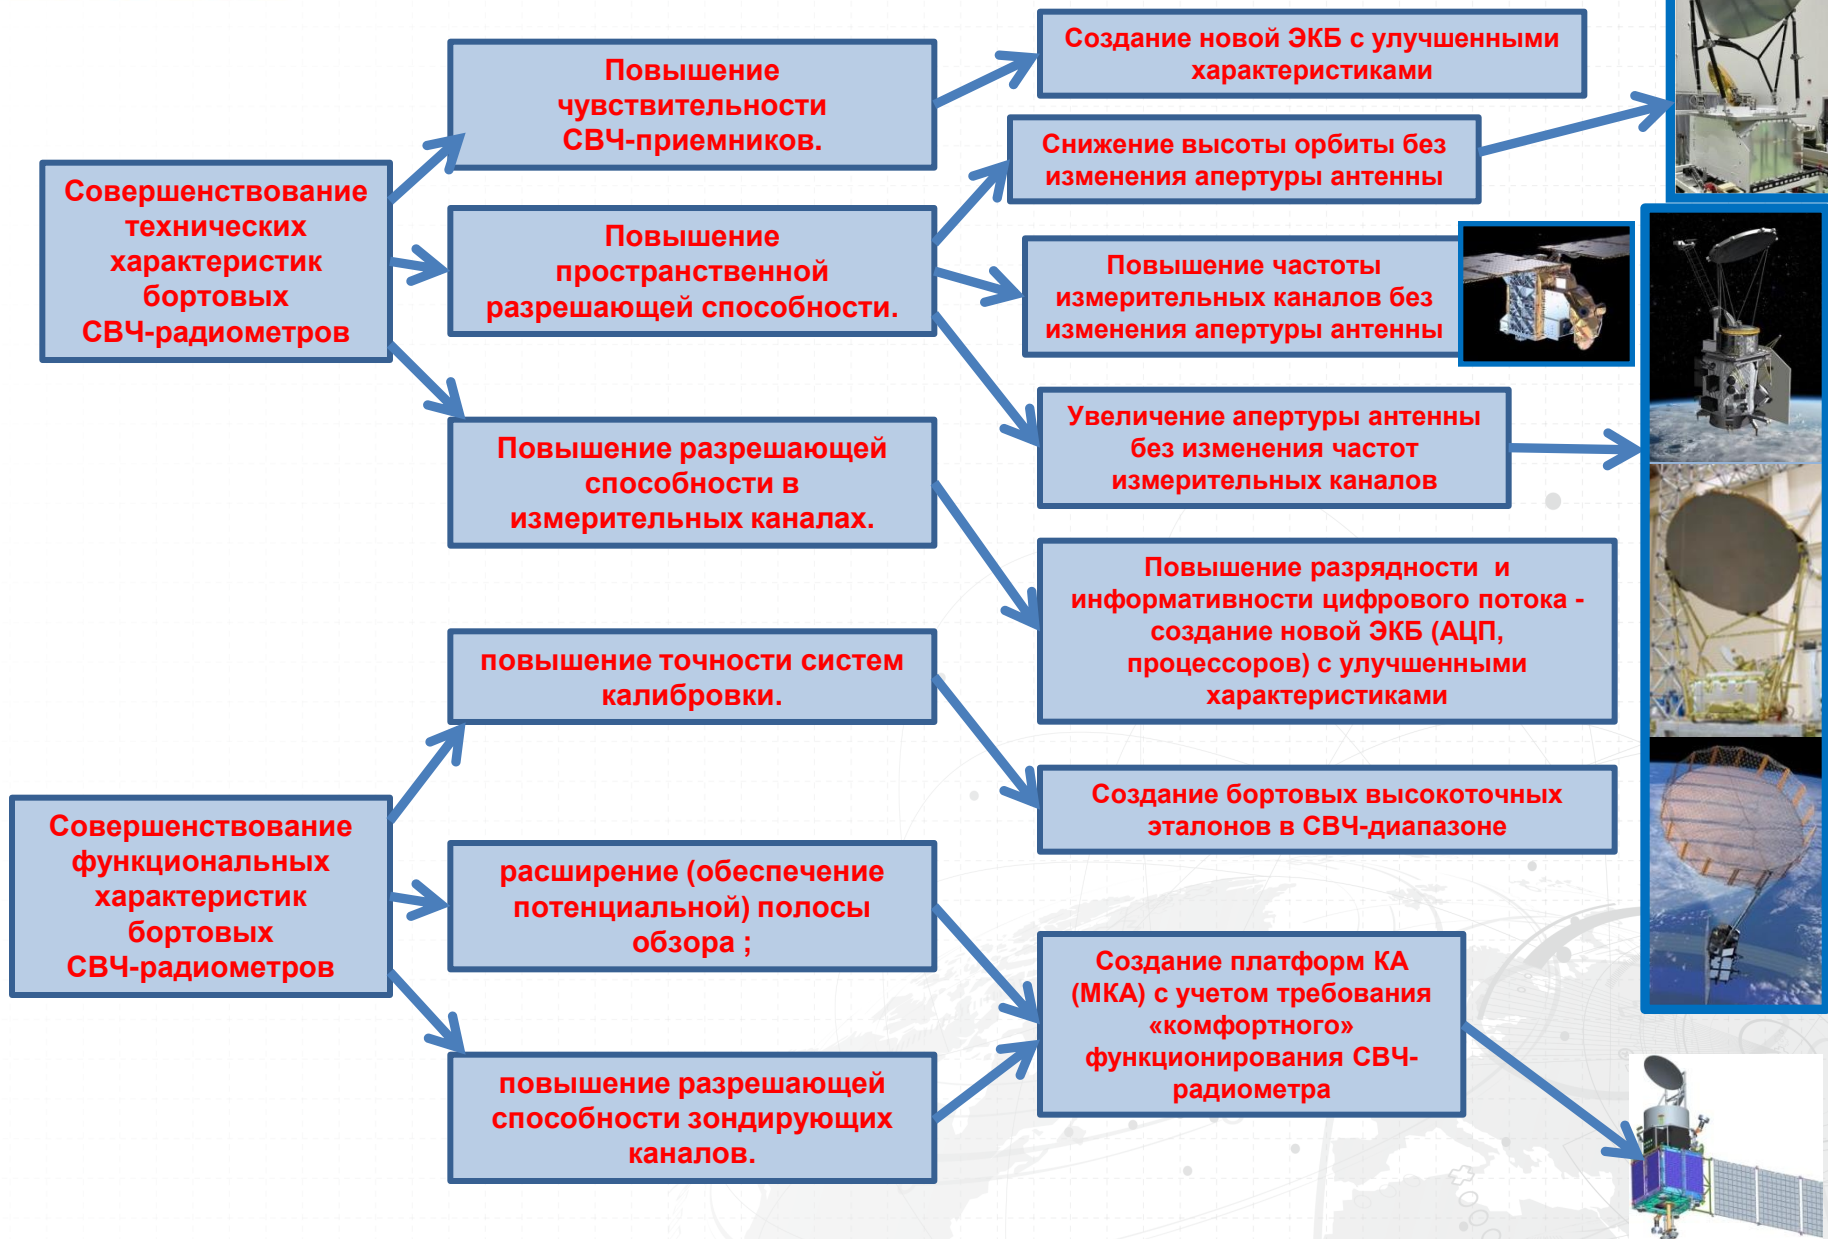 Совершенствование
технических
характеристик
бортовых
СВЧ-радиометров
Повышение
чувствительности
СВЧ-приемников.
Повышение
пространственной
разрешающей способности.
Повышение разрешающей
способности в
измерительных каналах.
Создание новой ЭКБ с улучшенными
характеристиками
Снижение высоты орбиты без
изменения апертуры антенны
Повышение частоты
измерительных каналов без
изменения апертуры антенны
Увеличение апертуры антенны
без изменения частот
измерительных каналов
Повышение разрядности и
информативности цифрового потока -
создание новой ЭКБ (АЦП,
процессоров) с улучшенными
характеристиками
Совершенствование
функциональных
характеристик
бортовых
СВЧ-радиометров
повышение точности систем
калибровки.
расширение (обеспечение
потенциальной) полосы
обзора ;
повышение разрешающей
способности зондирующих
каналов.
Создание бортовых высокоточных
эталонов в СВЧ-диапазоне
Создание платформ КА
(МКА) с учетом требования
«комфортного»
функционирования СВЧ-
радиометра